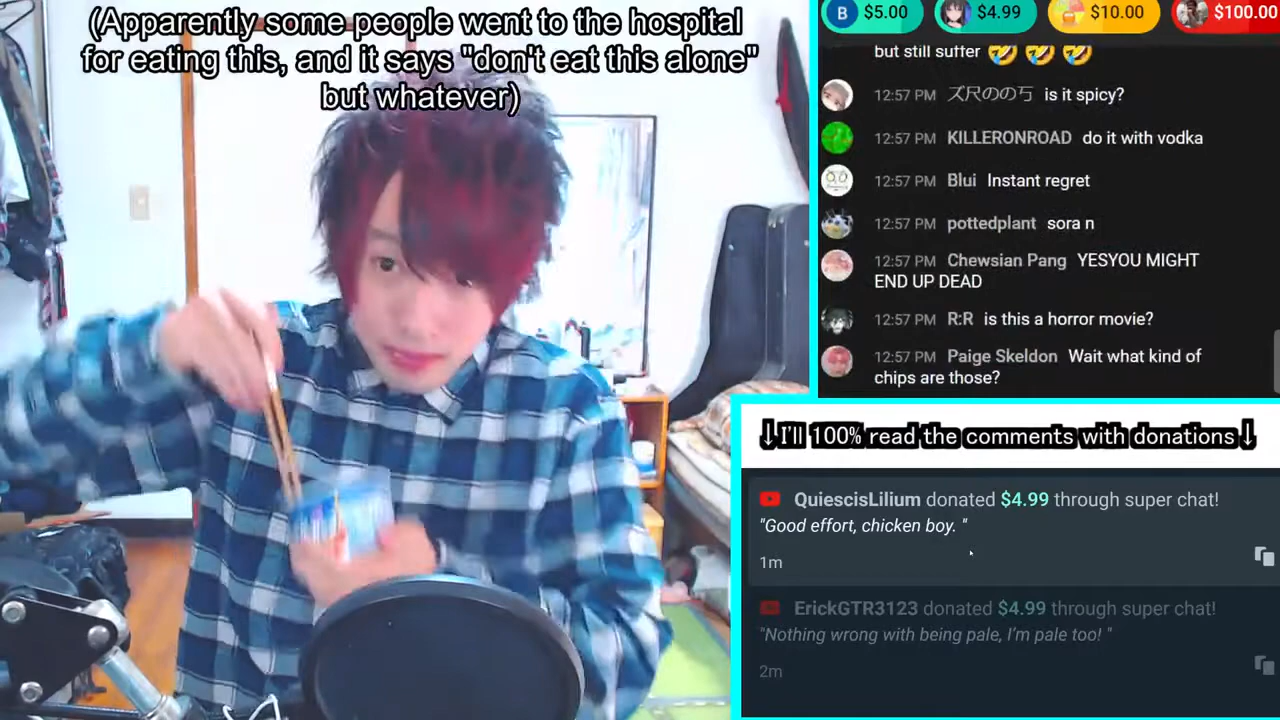 (Apparently some people went to the hospital
for eating this, and it says "don't eat this alone"
but whatever)
B $5.00 $4.99 $10.00 $100.00
but still suffer 🤣 🤣 🤣
12:57 PM ズ尺のの丂 is it spicy?
12:57 PM KILLERONROAD do it with vodka
12:57 PM Blui Instant regret
12:57 PM pottedplant sora n
12:57 PM Chewsian Pang YESYOU MIGHT
END UP DEAD
12:57 PM R:R is this a horror movie?
12:57 PM Paige Skeldon Wait what kind of
chips are those?
↓I'll 100% read the comments with donations↓
QuiescisLilium donated $4.99 through super chat!
"Good effort, chicken boy. "
1m
ErickGTR3123 donated $4.99 through super chat!
"Nothing wrong with being pale, I'm pale too! "
2m